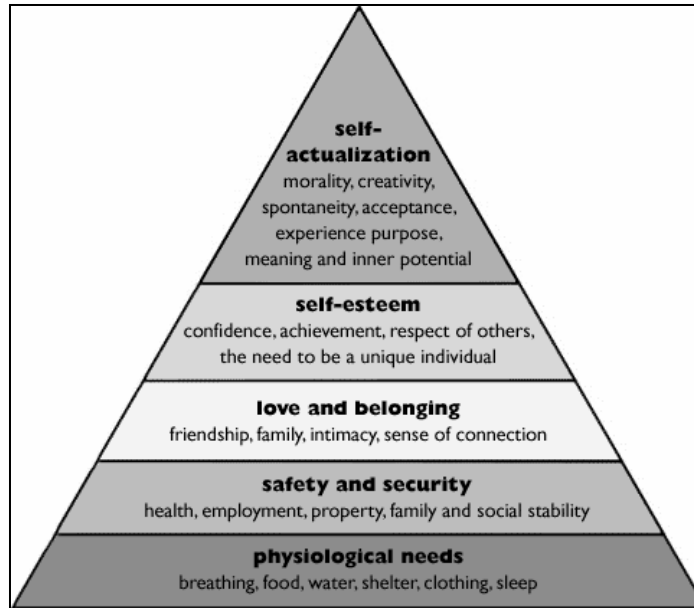 self-
actualization
morality, creativity,
spontaneity, acceptance,
experience purpose,
meaning and inner potential
self-esteem
confidence, achievement, respect of others,
the need to be a unique individual
love and belonging
friendship, family, intimacy, sense of connection
safety and security
health, employment, property, family and social stability
physiological needs
breathing, food, water, shelter, clothing, sleep